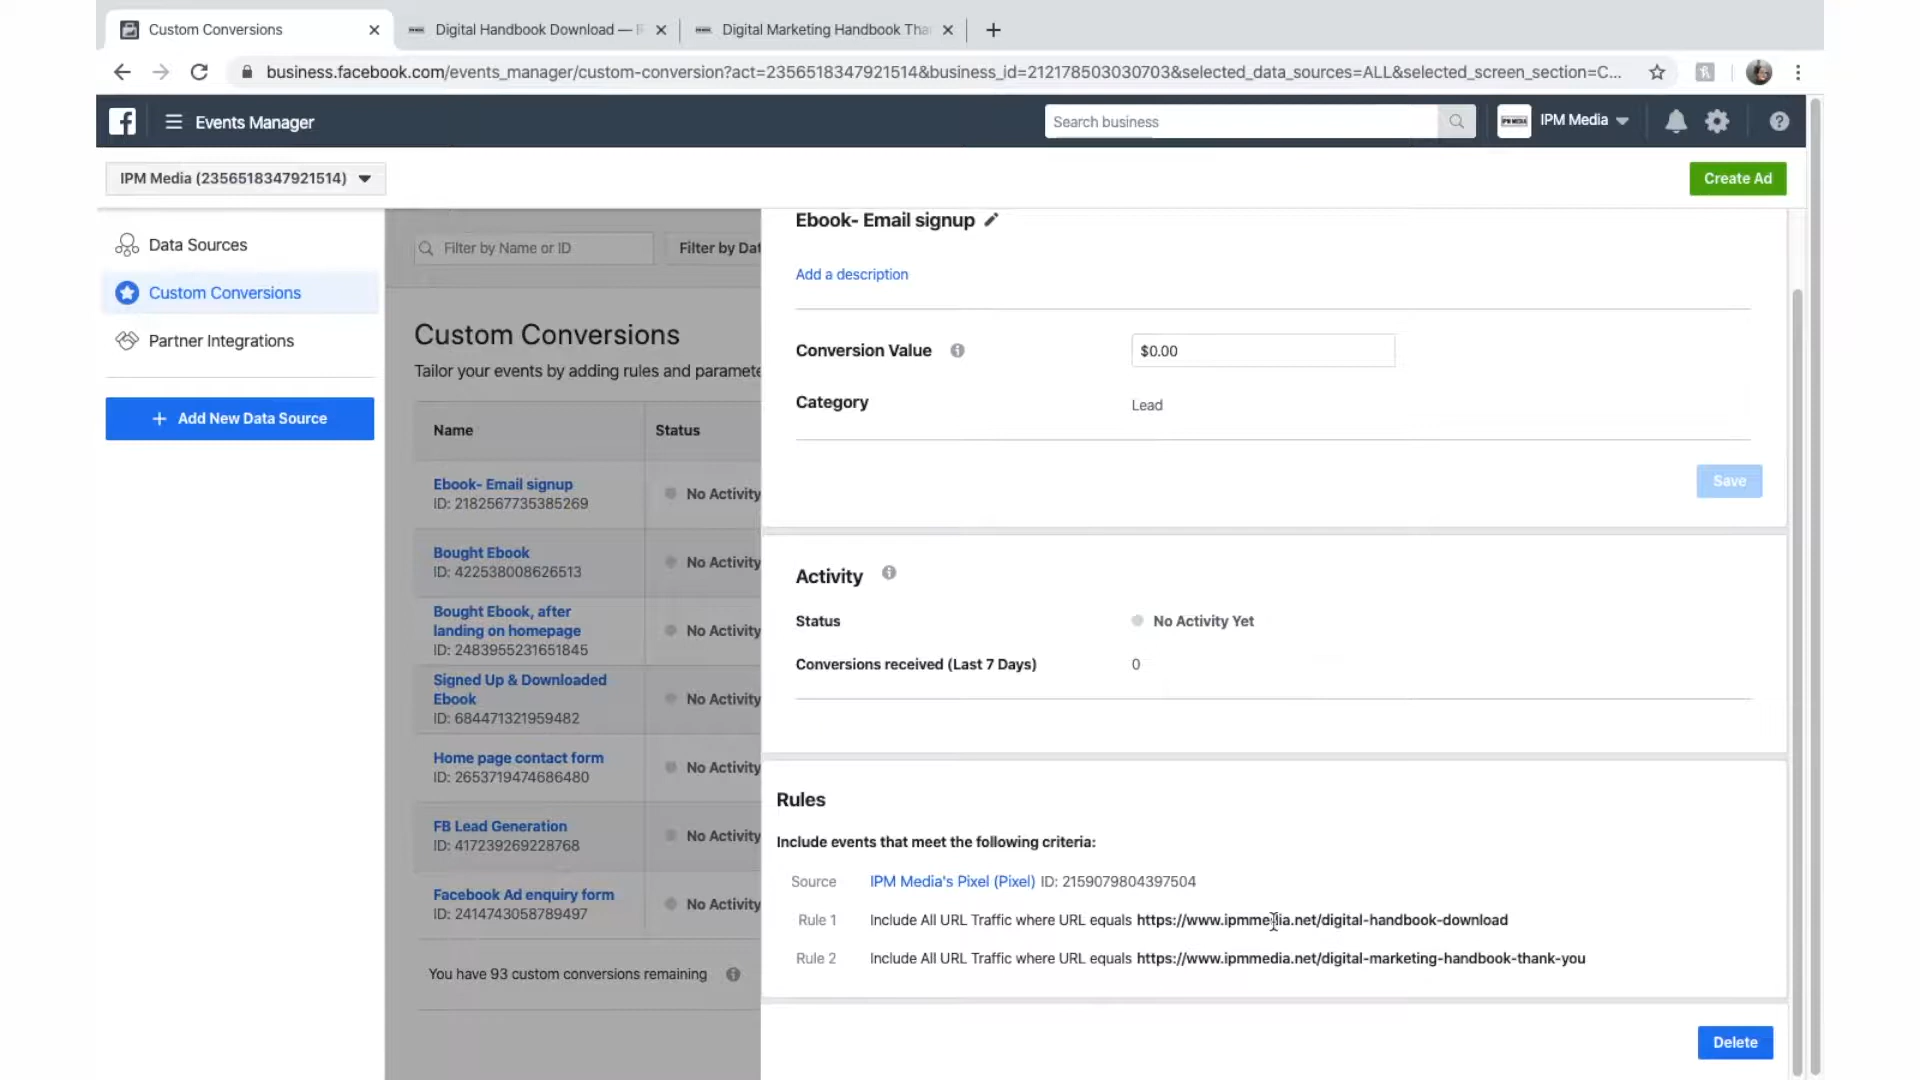 Custom Conversions
Digital Handbook Download —
Digital Marketing Handbook Tha
business.facebook.com/events_manager/custom-conversion?act=2356518347921514&business_id=212178503030703&selected_data_sources=ALL&selected_screen_section=C...
Events Manager
Search business
IPM MEDIA
IPM Media
IPM Media (2356518347921514)
Create Ad
Data Sources
Custom Conversions
Partner Integrations
Add New Data Source
Filter by Name or ID
Filter by Dat
Custom Conversions
Tailor your events by adding rules and paramete
Name
Status
Ebook- Email signup
ID: 2182567735385269
No Activity
Bought Ebook
ID: 422538008626513
No Activity
Bought Ebook, after
landing on homepage
ID: 2483955231651845
No Activity
Signed Up & Downloaded
Ebook
ID: 684471321959482
No Activity
Home page contact form
ID: 2653719474686480
No Activity
FB Lead Generation
ID: 417239269228768
No Activity
Facebook Ad enquiry form
ID: 2414743058789497
No Activity
You have 93 custom conversions remaining
Ebook- Email signup
Add a description
Conversion Value
$0.00
Category
Lead
Save
Activity
Status
No Activity Yet
Conversions received (Last 7 Days)
0
Rules
Include events that meet the following criteria:
Source
IPM Media's Pixel (Pixel) ID: 2159079804397504
Rule 1
Include All URL Traffic where URL equals https://www.ipmmedia.net/digital-handbook-download
Rule 2
Include All URL Traffic where URL equals https://www.ipmmedia.net/digital-marketing-handbook-thank-you
Delete